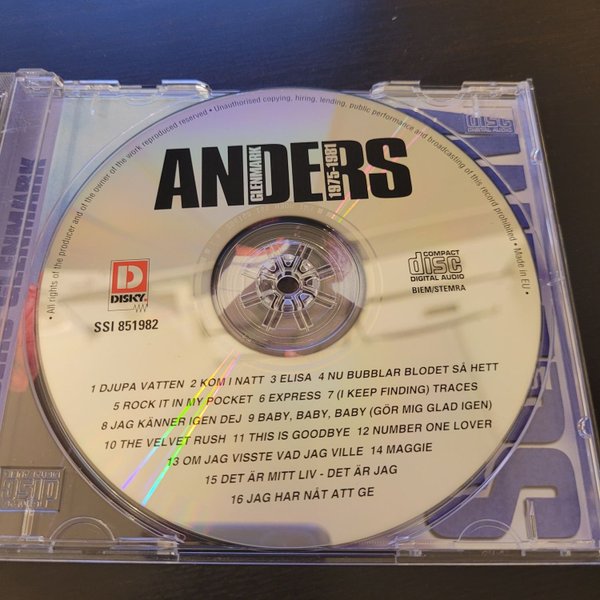 • All rights of the producer and of the owner of the work reproduced reserved • Unauthorised copying, hiring, lending, public performance and broadcasting of this record prohibited • Made in EU •
ANDERS
GLENMARK
1975-1981
D
DISKY
SSI 851982
COMPACT
disc
DIGITAL AUDIO
BIEM/STEMRA
1 DJUPA VATTEN 2 KOM I NATT 3 ELISA 4 NU BUBBLAR BLODET SÅ HETT
5 ROCK IT IN MY POCKET 6 EXPRESS 7 (I KEEP FINDING) TRACES
8 JAG KÄNNER IGEN DEJ 9 BABY, BABY, BABY (GÖR MIG GLAD IGEN)
10 THE VELVET RUSH 11 THIS IS GOODBYE 12 NUMBER ONE LOVER
13 OM JAG VISSTE VAD JAG VILLE 14 MAGGIE
15 DET ÄR MITT LIV - DET ÄR JAG
16 JAG HAR NÅT ATT GE
disc
DIGITAL AUDIO
GLENMARK